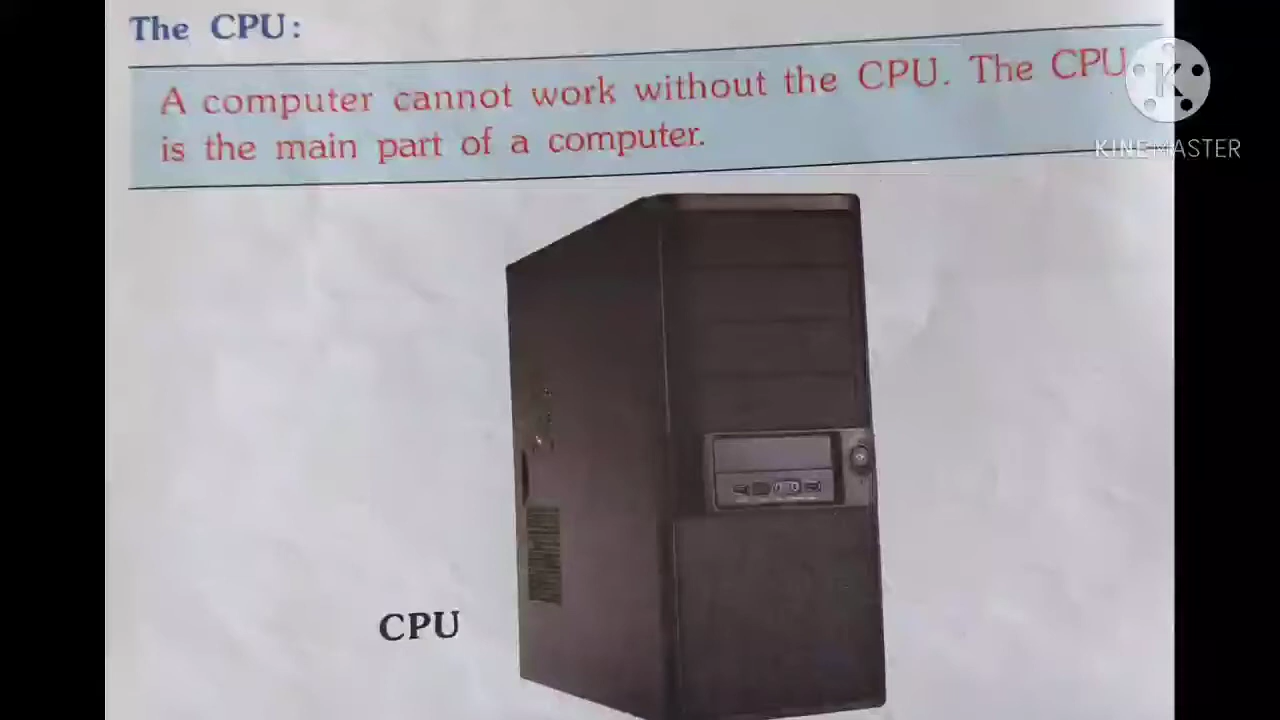 The CPU:
A computer cannot work without the CPU. The CPU
is the main part of a computer.
K
KINEMASTER
CPU